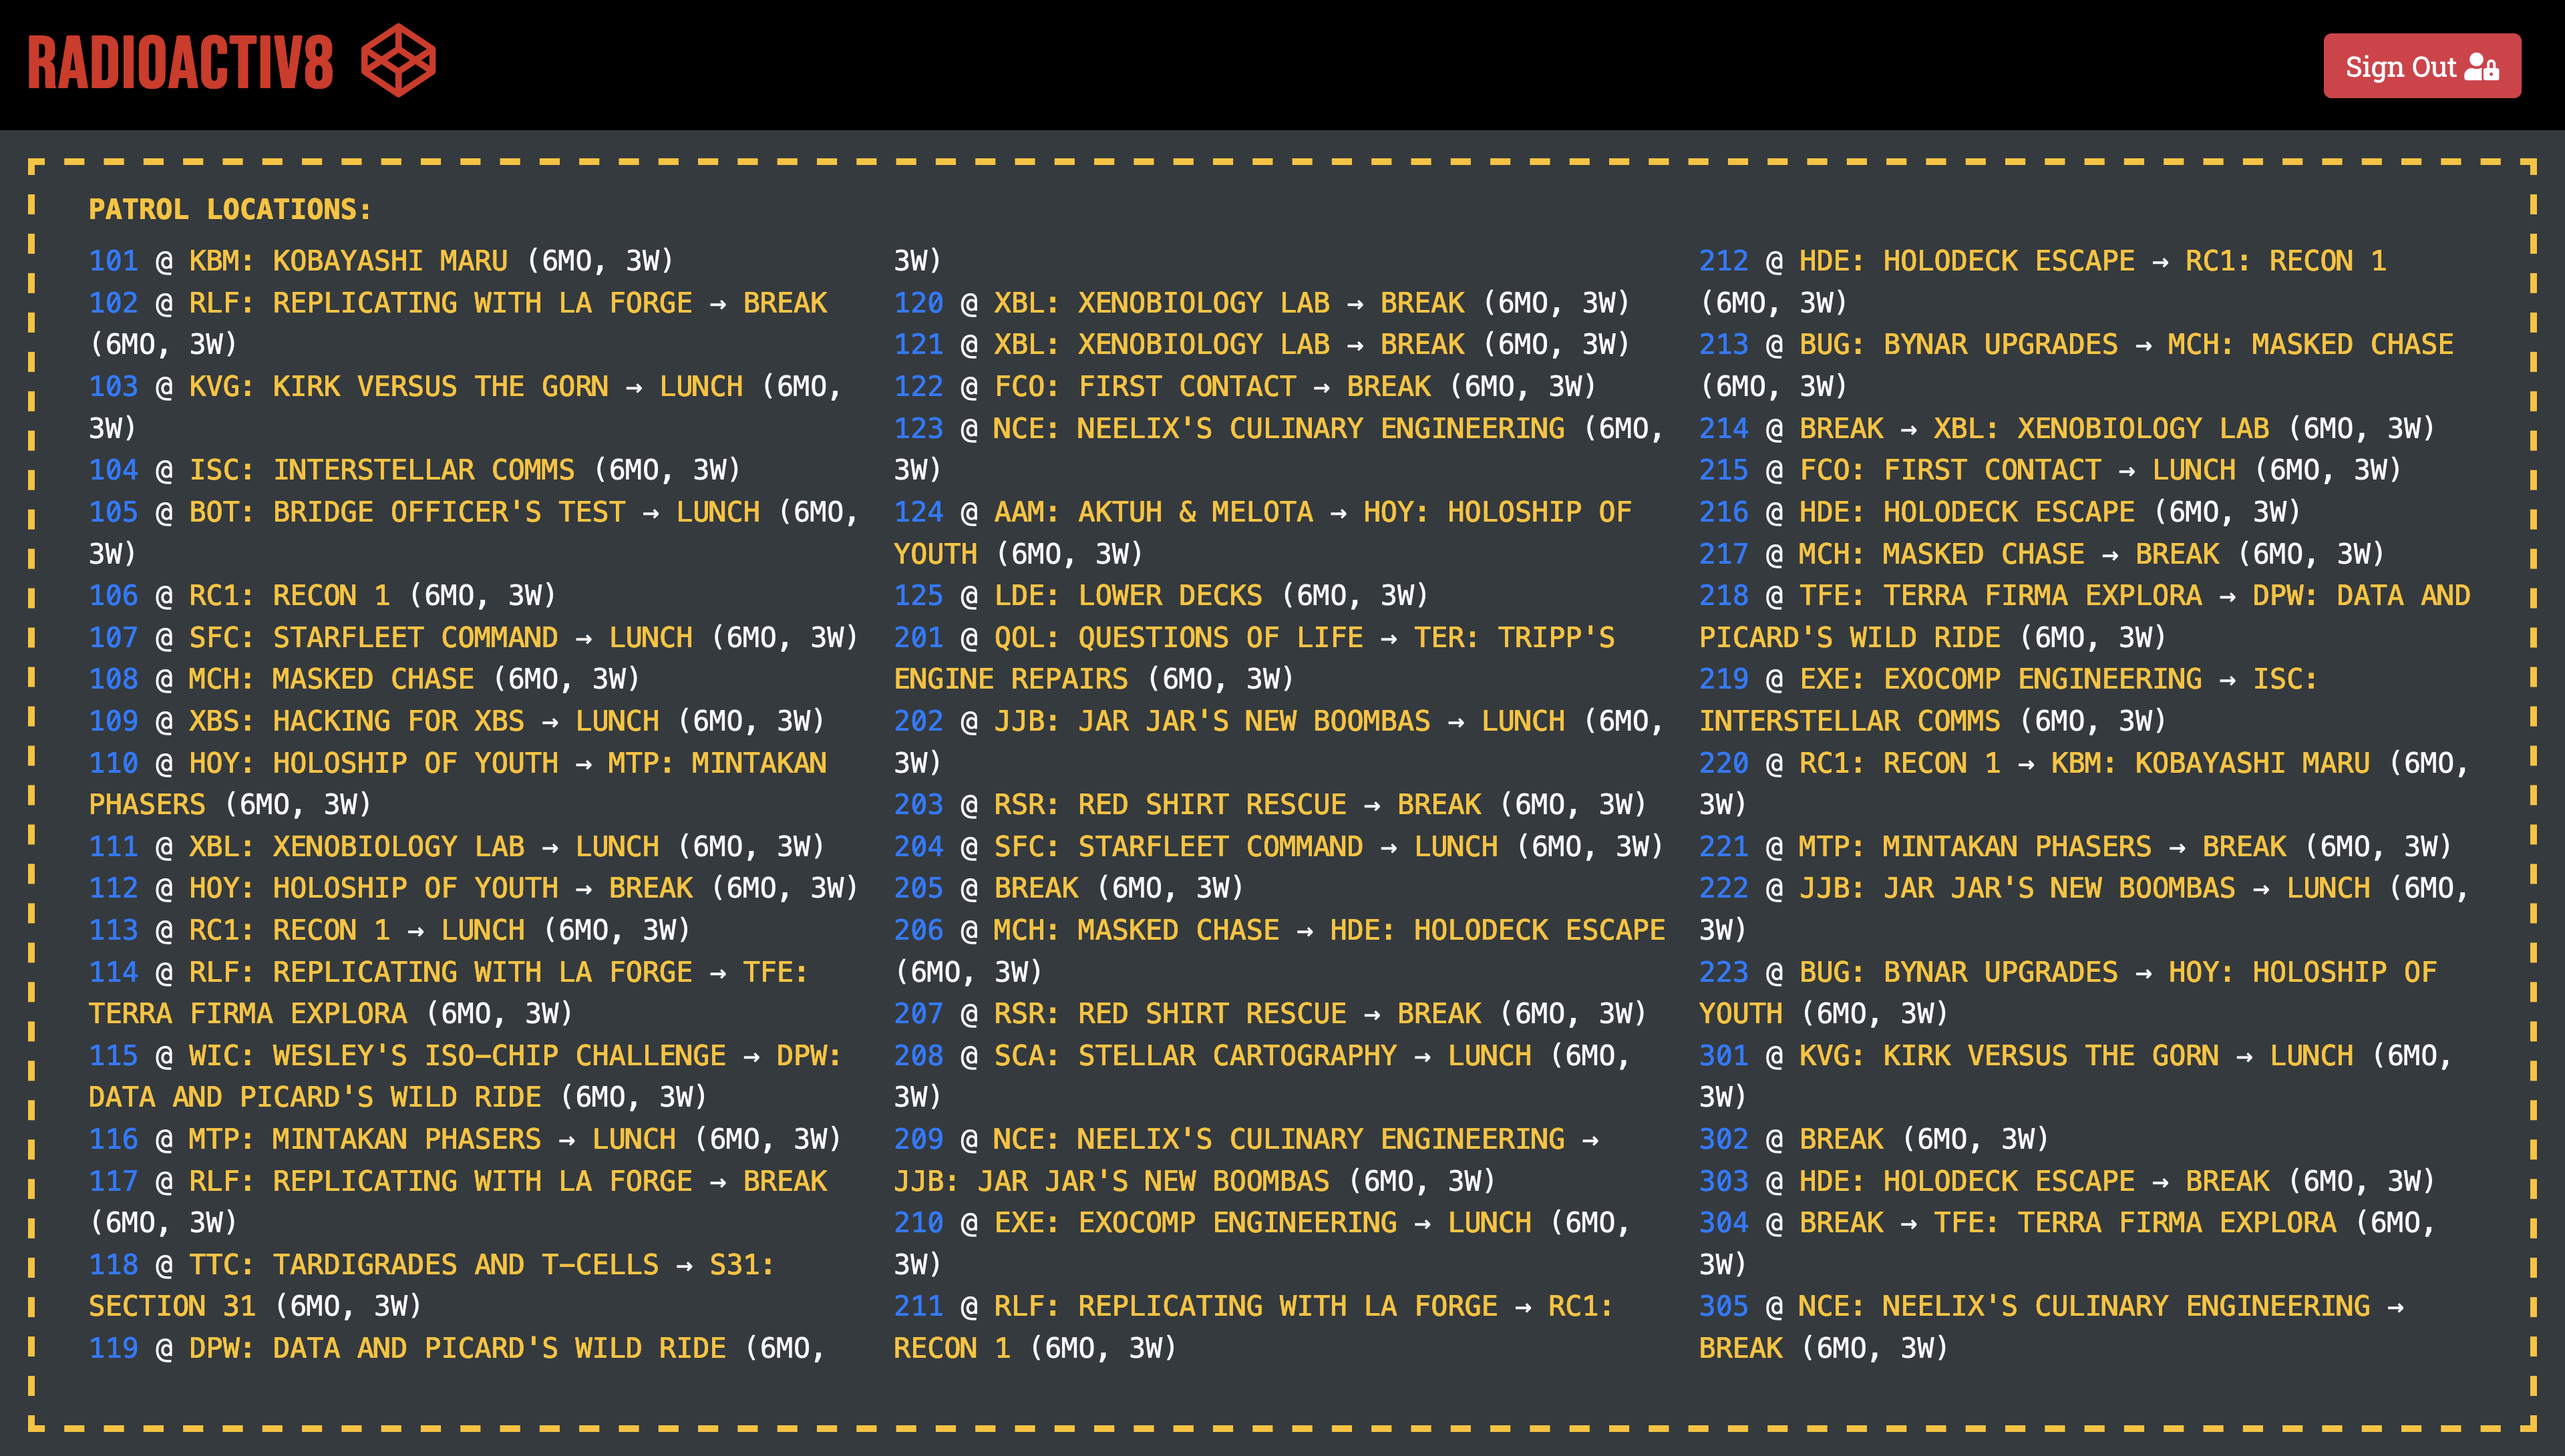 RADIOACTIV8
Sign Out
PATROL LOCATIONS:
101 @ KBM: KOBAYASHI MARU (6MO, 3W)
102 @ RLF: REPLICATING WITH LA FORGE → BREAK
(6MO, 3W)
103 @ KVG: KIRK VERSUS THE GORN → LUNCH (6MO,
3W)
104 @ ISC: INTERSTELLAR COMMS (6MO, 3W)
105 @ BOT: BRIDGE OFFICER'S TEST → LUNCH (6MO,
3W)
106 @ RC1: RECON 1 (6MO, 3W)
107 @ SFC: STARFLEET COMMAND → LUNCH (6MO, 3W)
108 @ MCH: MASKED CHASE (6MO, 3W)
109 @ XBS: HACKING FOR XBS → LUNCH (6MO, 3W)
110 @ HOY: HOLOSHIP OF YOUTH → MTP: MINTAKAN
PHASERS (6MO, 3W)
111 @ XBL: XENOBIOLOGY LAB → LUNCH (6MO, 3W)
112 @ HOY: HOLOSHIP OF YOUTH → BREAK (6MO, 3W)
113 @ RC1: RECON 1 → LUNCH (6MO, 3W)
114 @ RLF: REPLICATING WITH LA FORGE → TFE:
TERRA FIRMA EXPLORA (6MO, 3W)
115 @ WIC: WESLEY'S ISO-CHIP CHALLENGE → DPW:
DATA AND PICARD'S WILD RIDE (6MO, 3W)
116 @ MTP: MINTAKAN PHASERS → LUNCH (6MO, 3W)
117 @ RLF: REPLICATING WITH LA FORGE → BREAK
(6MO, 3W)
118 @ TTC: TARDIGRADES AND T-CELLS → S31:
SECTION 31 (6MO, 3W)
119 @ DPW: DATA AND PICARD'S WILD RIDE (6MO,
3W)
120 @ XBL: XENOBIOLOGY LAB → BREAK (6MO, 3W)
121 @ XBL: XENOBIOLOGY LAB → BREAK (6MO, 3W)
122 @ FCO: FIRST CONTACT → BREAK (6MO, 3W)
123 @ NCE: NEELIX'S CULINARY ENGINEERING (6MO,
3W)
124 @ AAM: AKTUH & MELOTA → HOY: HOLOSHIP OF
YOUTH (6MO, 3W)
125 @ LDE: LOWER DECKS (6MO, 3W)
201 @ QOL: QUESTIONS OF LIFE → TER: TRIPP'S
ENGINE REPAIRS (6MO, 3W)
202 @ JJB: JAR JAR'S NEW BOOMBAS → LUNCH (6MO,
3W)
203 @ RSR: RED SHIRT RESCUE → BREAK (6MO, 3W)
204 @ SFC: STARFLEET COMMAND → LUNCH (6MO, 3W)
205 @ BREAK (6MO, 3W)
206 @ MCH: MASKED CHASE → HDE: HOLODECK ESCAPE
(6MO, 3W)
207 @ RSR: RED SHIRT RESCUE → BREAK (6MO, 3W)
208 @ SCA: STELLAR CARTOGRAPHY → LUNCH (6MO,
3W)
209 @ NCE: NEELIX'S CULINARY ENGINEERING →
JJB: JAR JAR'S NEW BOOMBAS (6MO, 3W)
210 @ EXE: EXOCOMP ENGINEERING → LUNCH (6MO,
3W)
211 @ RLF: REPLICATING WITH LA FORGE → RC1:
RECON 1 (6MO, 3W)
212 @ HDE: HOLODECK ESCAPE → RC1: RECON 1
(6MO, 3W)
213 @ BUG: BYNAR UPGRADES → MCH: MASKED CHASE
(6MO, 3W)
214 @ BREAK → XBL: XENOBIOLOGY LAB (6MO, 3W)
215 @ FCO: FIRST CONTACT → LUNCH (6MO, 3W)
216 @ HDE: HOLODECK ESCAPE (6MO, 3W)
217 @ MCH: MASKED CHASE → BREAK (6MO, 3W)
218 @ TFE: TERRA FIRMA EXPLORA → DPW: DATA AND
PICARD'S WILD RIDE (6MO, 3W)
219 @ EXE: EXOCOMP ENGINEERING → ISC:
INTERSTELLAR COMMS (6MO, 3W)
220 @ RC1: RECON 1 → KBM: KOBAYASHI MARU (6MO,
3W)
221 @ MTP: MINTAKAN PHASERS → BREAK (6MO, 3W)
222 @ JJB: JAR JAR'S NEW BOOMBAS → LUNCH (6MO,
3W)
223 @ BUG: BYNAR UPGRADES → HOY: HOLOSHIP OF
YOUTH (6MO, 3W)
301 @ KVG: KIRK VERSUS THE GORN → LUNCH (6MO,
3W)
302 @ BREAK (6MO, 3W)
303 @ HDE: HOLODECK ESCAPE → BREAK (6MO, 3W)
304 @ BREAK → TFE: TERRA FIRMA EXPLORA (6MO,
3W)
305 @ NCE: NEELIX'S CULINARY ENGINEERING →
BREAK (6MO, 3W)